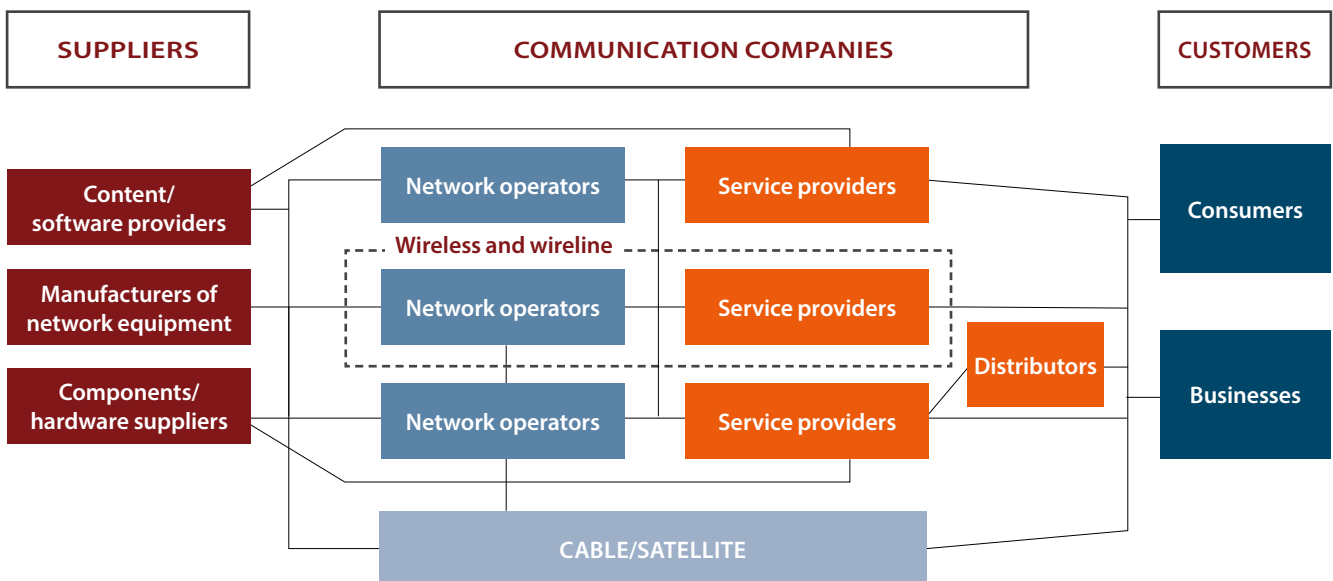 SUPPLIERS
COMMUNICATION COMPANIES
CUSTOMERS
Content/
software providers
Network operators
Service providers
Consumers
Wireless and wireline
Manufacturers of
network equipment
Network operators
Service providers
Distributors
Components/
hardware suppliers
Network operators
Service providers
Businesses
CABLE/SATELLITE